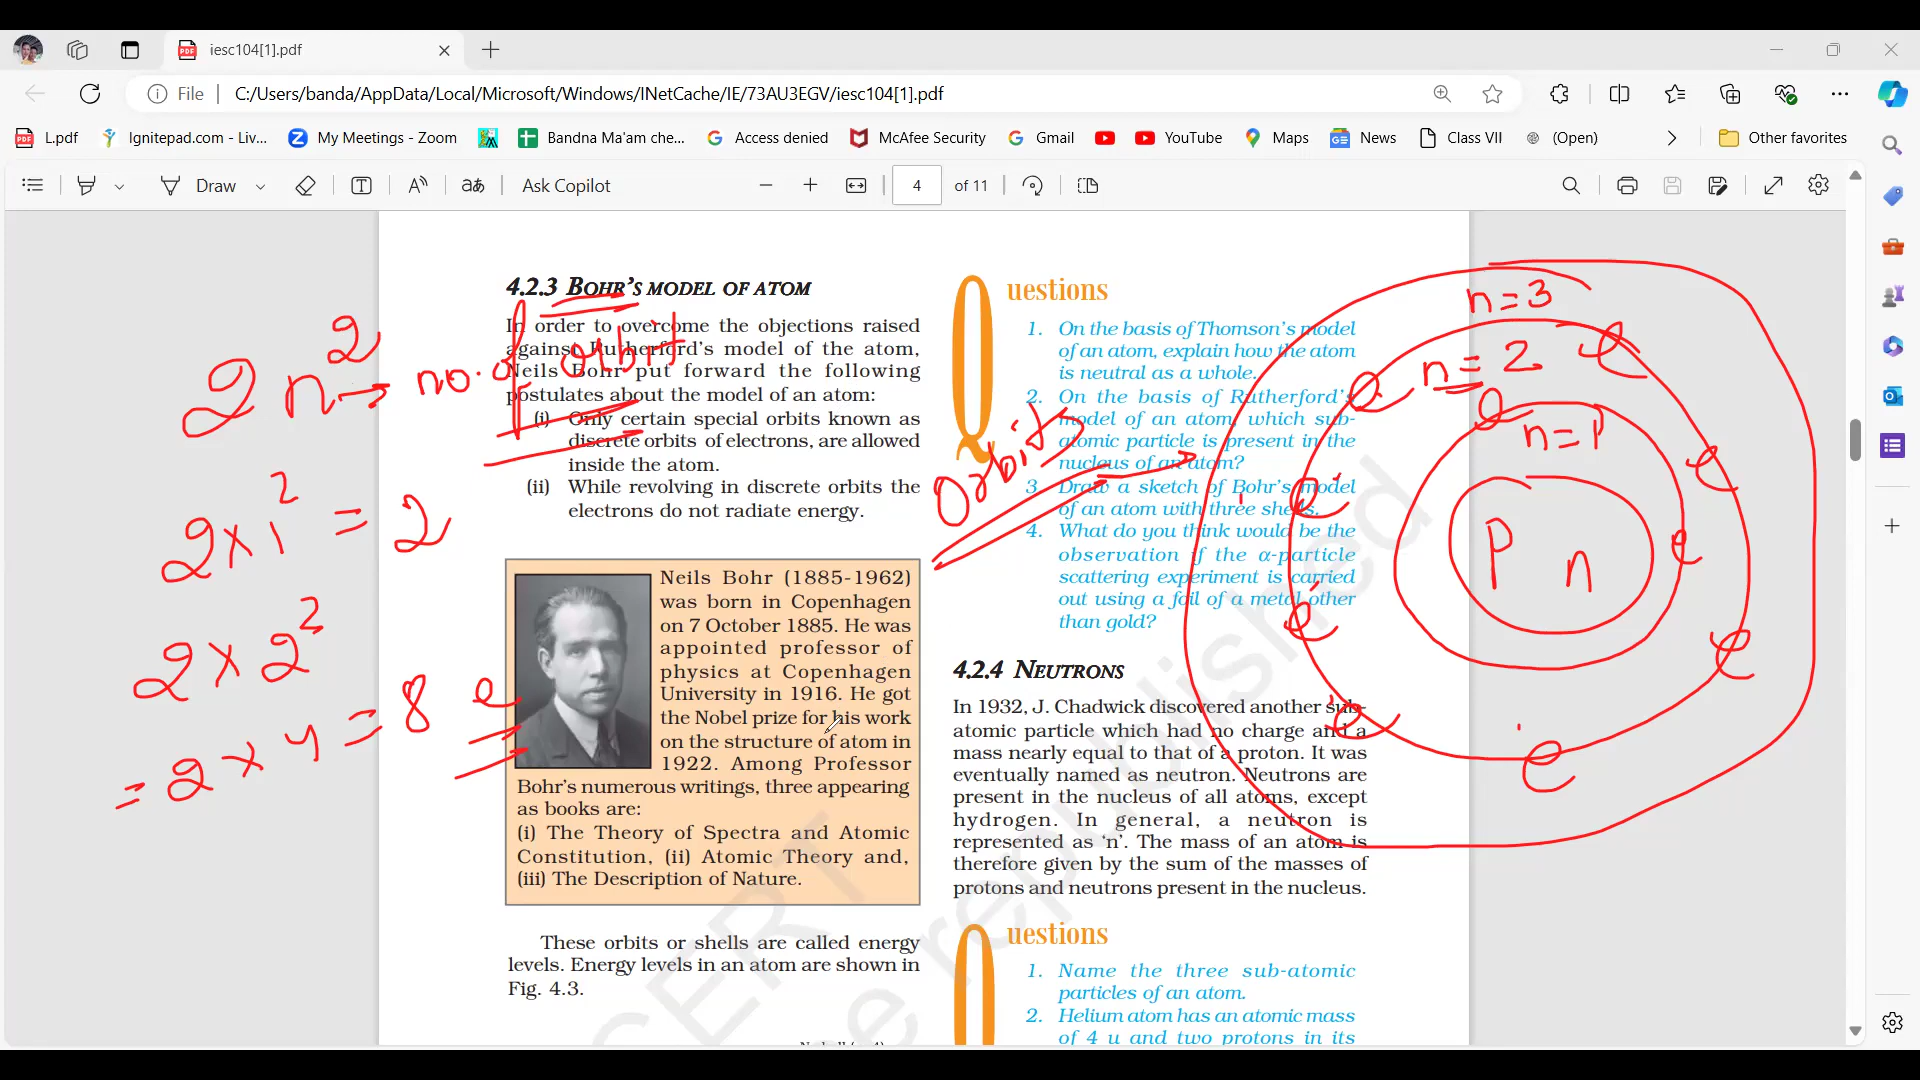 iesc104[1].pdf
File
C:/Users/banda/AppData/Local/Microsoft/Windows/INetCache/IE/73AU3EGV/iesc104[1].pdf
L.pdf
Ignitepad.com - Liv...
My Meetings - Zoom
Bandna Ma'am che...
Access denied
McAfee Security
Gmail
YouTube
Maps
News
Class VII
(Open)
Other favorites
Draw
Ask Copilot
4 of 11
4.2.3 BOHR'S MODEL OF ATOM
In order to overcome the objections raised
against Rutherford's model of the atom,
Neils Bohr put forward the following
postulates about the model of an atom:
(i) Only certain special orbits known as
discrete orbits of electrons, are allowed
inside the atom.
(ii) While revolving in discrete orbits the
electrons do not radiate energy.
Neils Bohr (1885-1962)
was born in Copenhagen
on 7 October 1885. He was
appointed professor of
physics at Copenhagen
University in 1916. He got
the Nobel prize for his work
on the structure of atom in
1922. Among Professor
Bohr's numerous writings, three appearing
as books are:
(i) The Theory of Spectra and Atomic
Constitution, (ii) Atomic Theory and,
(iii) The Description of Nature.
These orbits or shells are called energy
levels. Energy levels in an atom are shown in
Fig. 4.3.
Questions
1. On the basis of Thomson's model
of an atom, explain how the atom
is neutral as a whole.
2. On the basis of Rutherford's
model of an atom, which sub-
atomic particle is present in the
nucleus of an atom?
3. Draw a sketch of Bohr's model
of an atom with three shells.
4. What do you think would be the
observation if the α-particle
scattering experiment is carried
out using a foil of a metal other
than gold?
4.2.4 NEUTRONS
In 1932, J. Chadwick discovered another sub-
atomic particle which had no charge and a
mass nearly equal to that of a proton. It was
eventually named as neutron. Neutrons are
present in the nucleus of all atoms, except
hydrogen. In general, a neutron is
represented as 'n'. The mass of an atom is
therefore given by the sum of the masses of
protons and neutrons present in the nucleus.
Questions
1. Name the three sub-atomic
particles of an atom.
2. Helium atom has an atomic mass
of 4 u and two protons in its
2n² → no. of orbit
2 × 1² = 2
2 × 2²
= 2 × 4 = 8 e
Orbit
n = 3
n = 2
n = 1
P n
e
e
e
e
e
e
e
e
e
e
republished